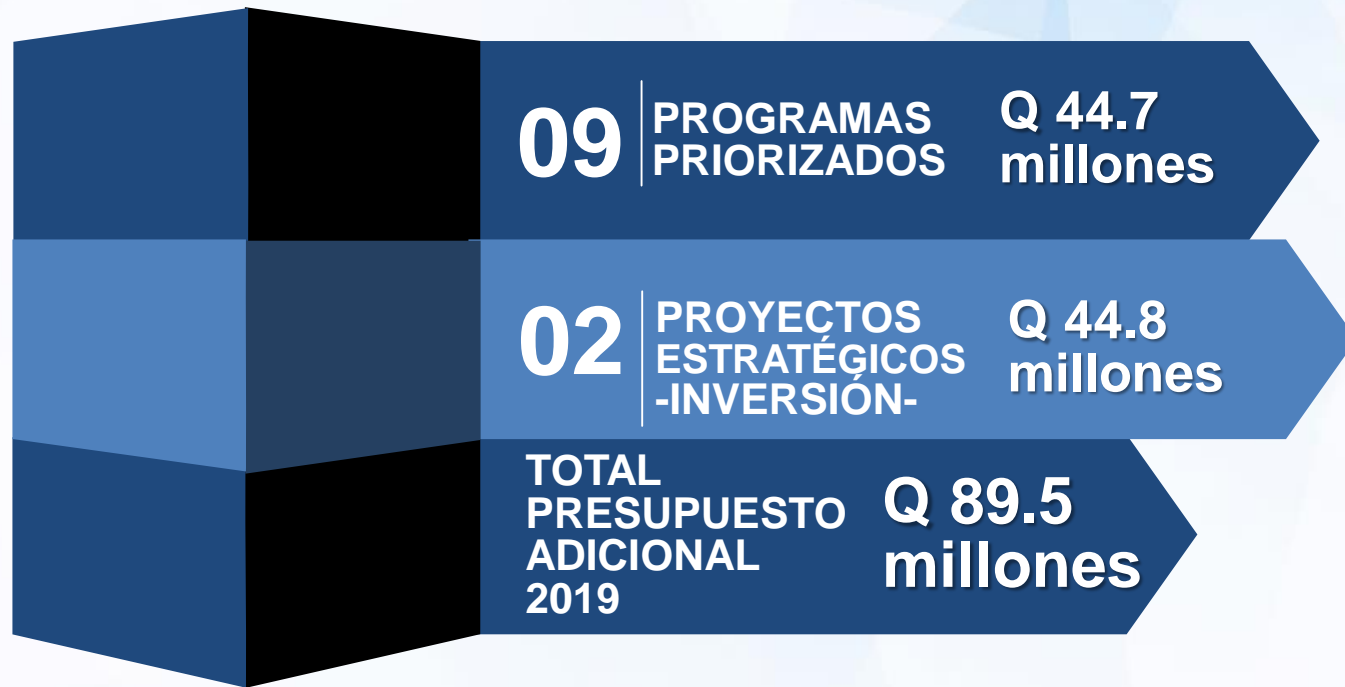 09
PROGRAMAS
PRIORIZADOS
Q 44.7
millones
02
PROYECTOS
ESTRATÉGICOS
-INVERSIÓN-
Q 44.8
millones
TOTAL
PRESUPUESTO
ADICIONAL
2019
Q 89.5
millones